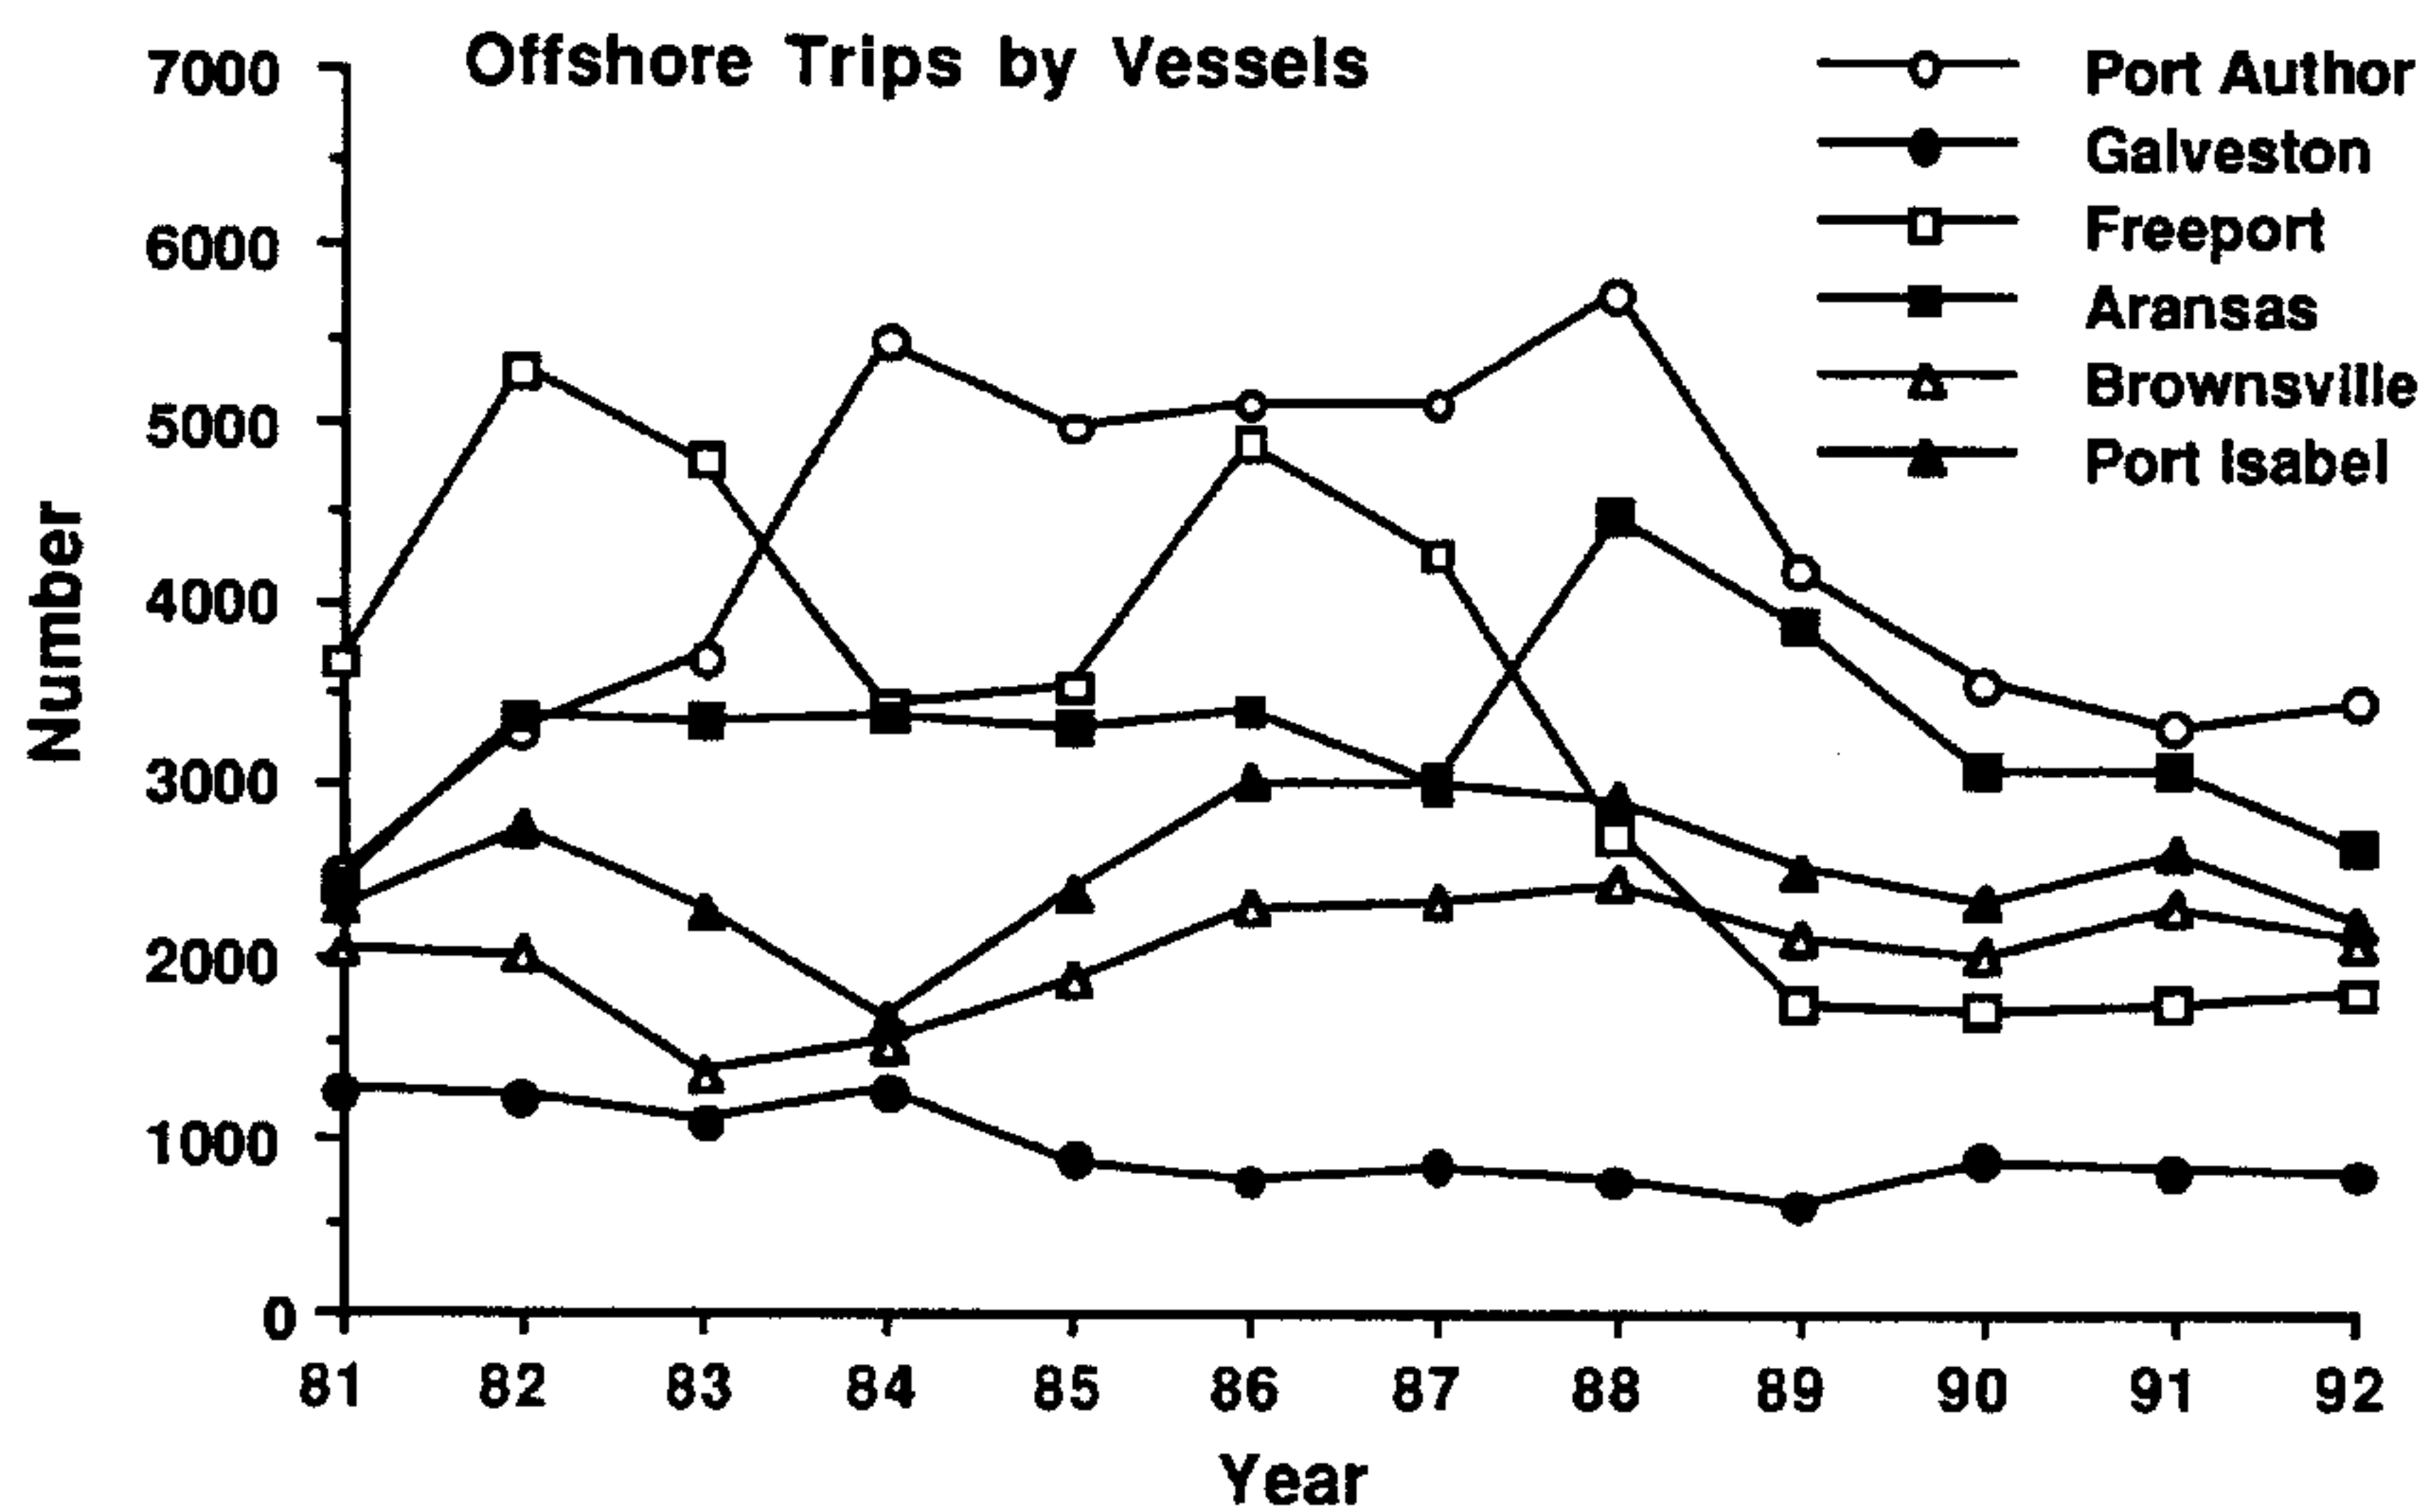 Offshore Trips by Vessels
Port Author
Galveston
Freeport
Aransas
Brownsville
Port Isabel
Number
7000
6000
5000
4000
3000
2000
1000
0
81 82 83 84 85 86 87 88 89 90 91 92
Year